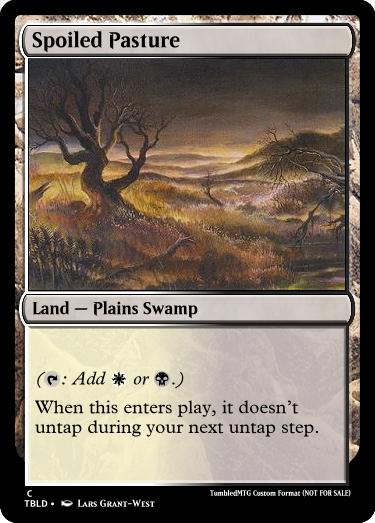 Spoiled Pasture
Land — Plains Swamp
(: Add or .)
When this enters play, it doesn't
untap during your next untap step.
C
TBLD • Lars Grant-West
TumbledMTG Custom Format (NOT FOR SALE)